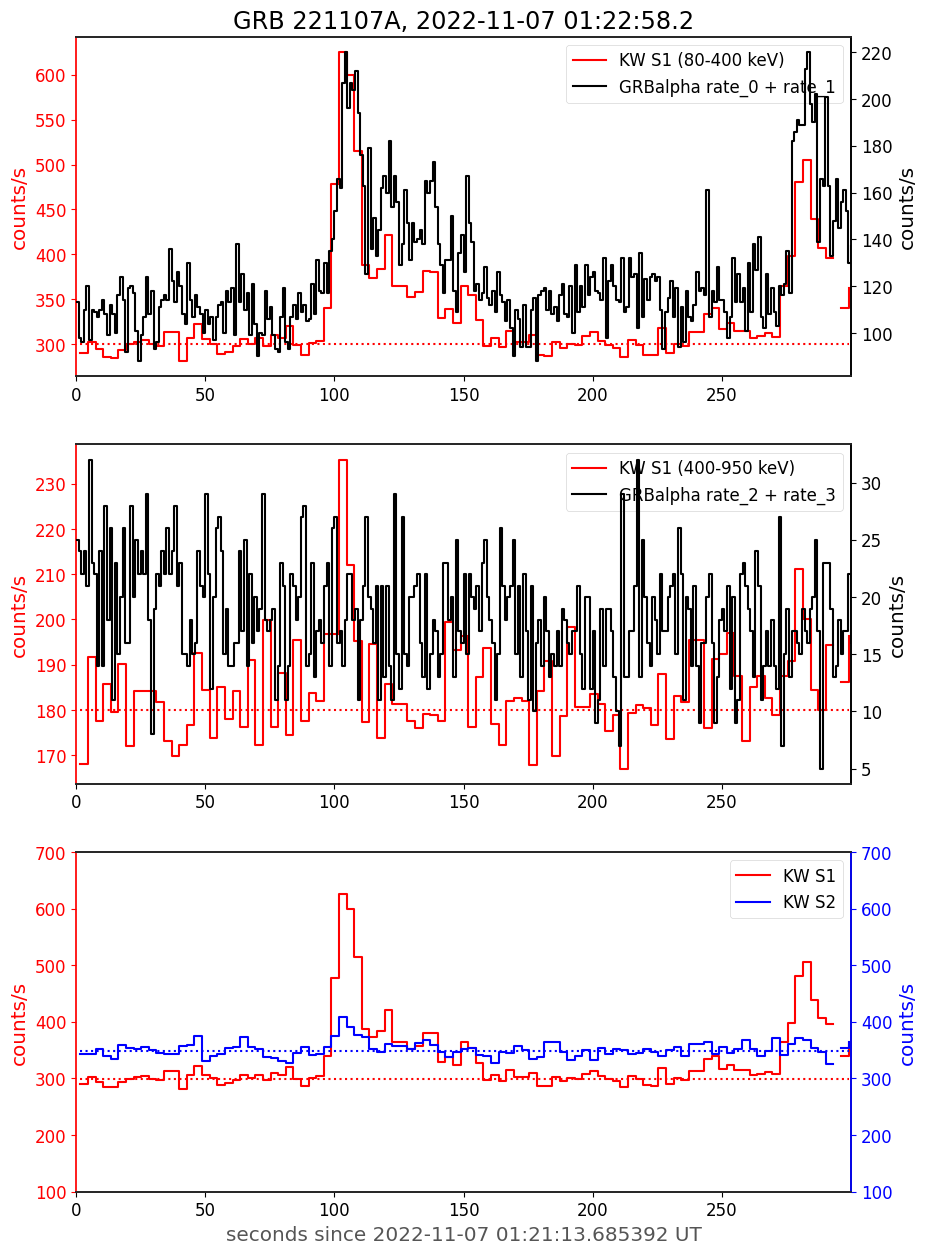 GRB 221107A, 2022-11-07 01:22:58.2
600
550
500
450
400
350
300
counts/s
KW S1 (80-400 keV)
GRBalpha rate_0 + rate_1
220
200
180
160
140
120
100
counts/s
0 50 100 150 200 250
230
220
210
200
190
180
170
counts/s
KW S1 (400-950 keV)
GRBalpha rate_2 + rate_3
30
25
20
15
10
5
counts/s
0 50 100 150 200 250
700
600
500
400
300
200
100
counts/s
KW S1
KW S2
700
600
500
400
300
200
100
counts/s
0 50 100 150 200 250
seconds since 2022-11-07 01:21:13.685392 UT